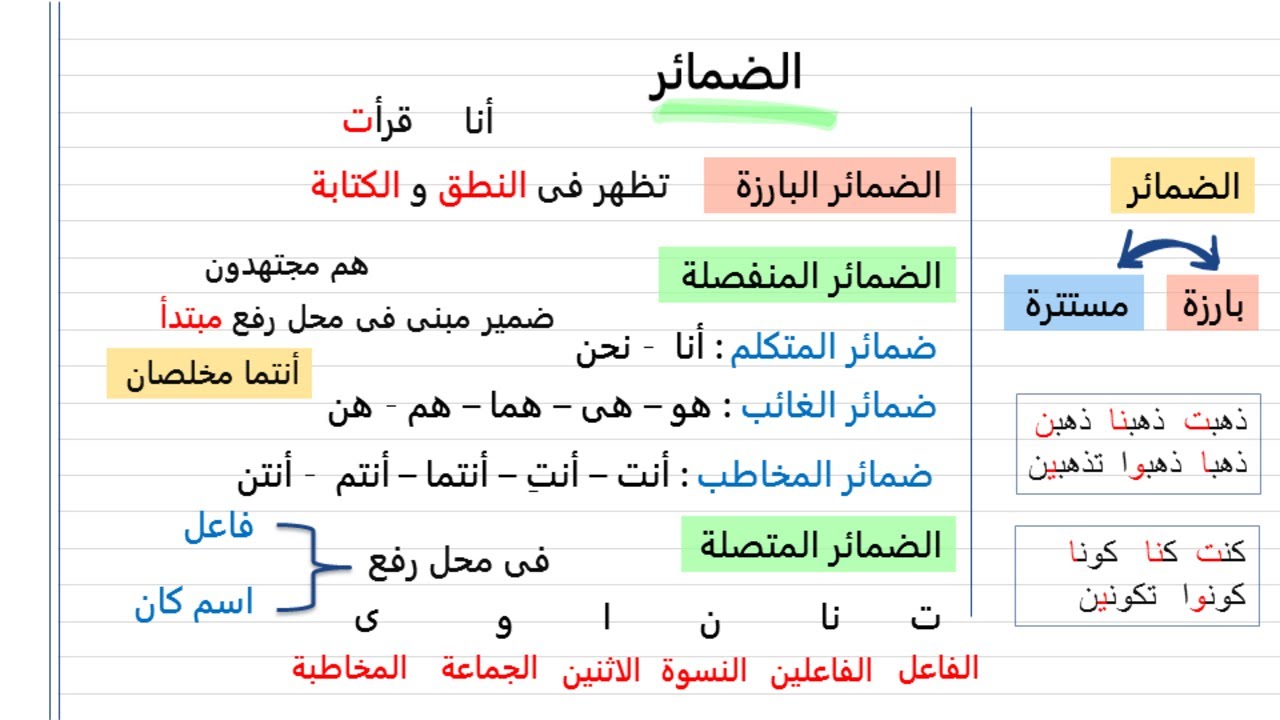 الضمائر
أنا قرأت
الضمائر البارزة تظهر فى النطق و الكتابة
الضمائر المنفصلة
هم مجتهدون
ضمير مبنى فى محل رفع مبتدأ
ضمائر المتكلم : أنا - نحن
أنتما مخلصان
ضمائر الغائب : هو – هى – هما – هم - هن
ضمائر المخاطب : أنت – أنتِ – أنتما – أنتم - أنتن
الضمائر المتصلة
فى محل رفع
فاعل
اسم كان
ت نا ن ا و ى
الفاعل الفاعلين النسوة الاثنين الجماعة المخاطبة
الضمائر
بارزة مستترة
ذهبت ذهبنا ذهبن
ذهبا ذهبوا تذهبين
كنت كنا كونا
كونوا تكونين